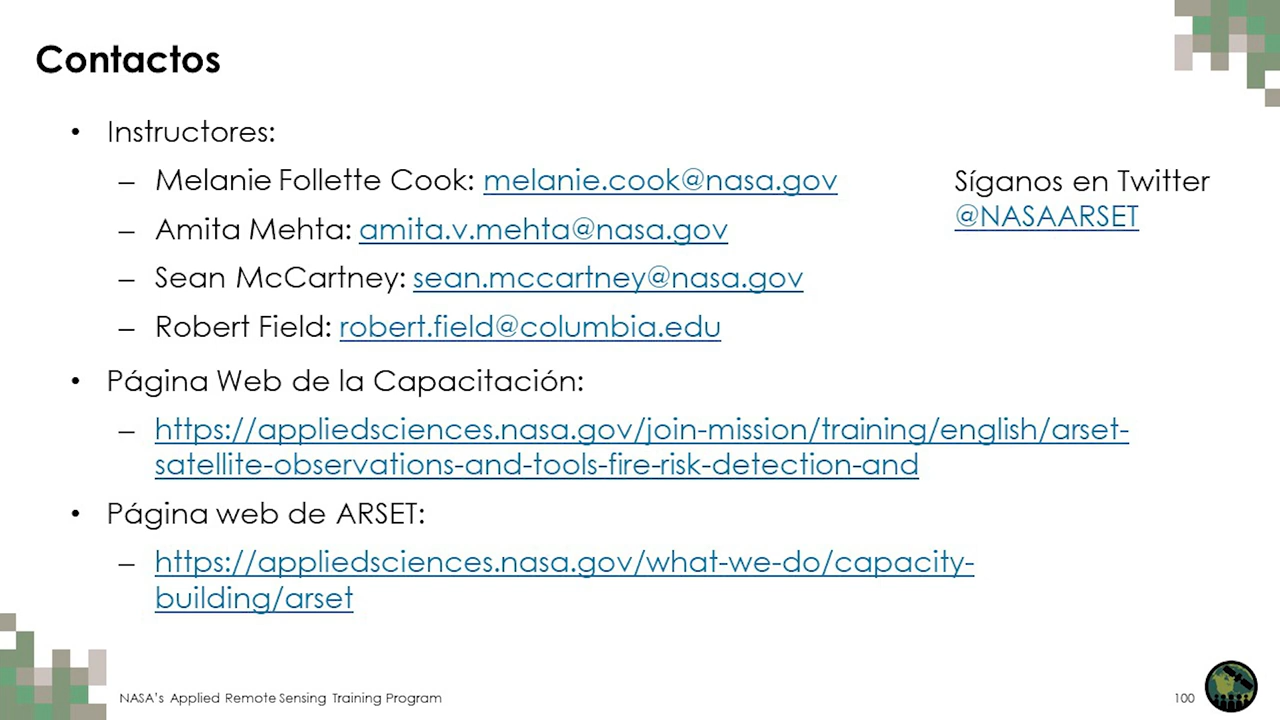 Contactos
• Instructores:
– Melanie Follette Cook: melanie.cook@nasa.gov
– Amita Mehta: amita.v.mehta@nasa.gov
– Sean McCartney: sean.mccartney@nasa.gov
– Robert Field: robert.field@columbia.edu
Síganos en Twitter
@NASAARSET
• Página Web de la Capacitación:
– https://appliedsciences.nasa.gov/join-mission/training/english/arset-
satellite-observations-and-tools-fire-risk-detection-and
• Página web de ARSET:
– https://appliedsciences.nasa.gov/what-we-do/capacity-
building/arset
NASA's Applied Remote Sensing Training Program
100